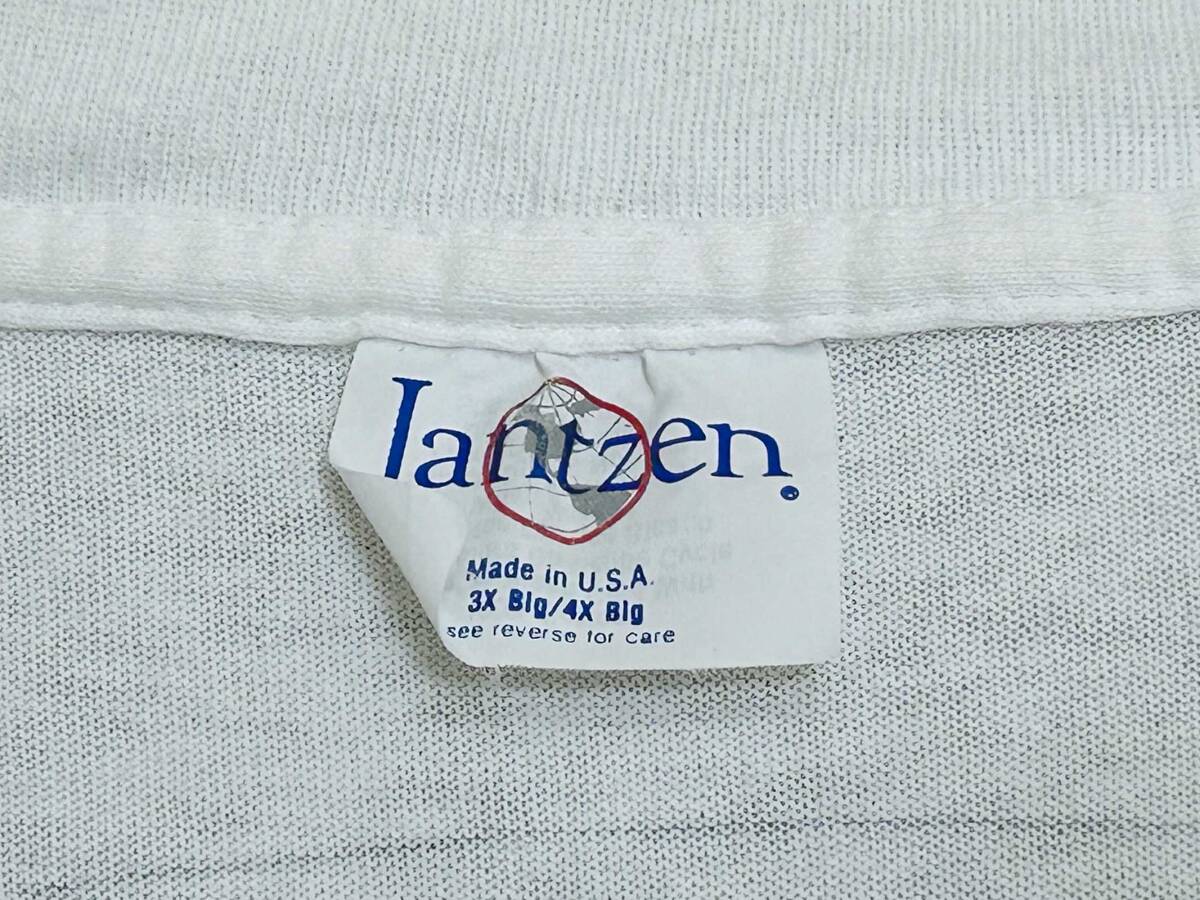 Jantzen
Made in U.S.A.
3X Big/4X Big
see reverse for care